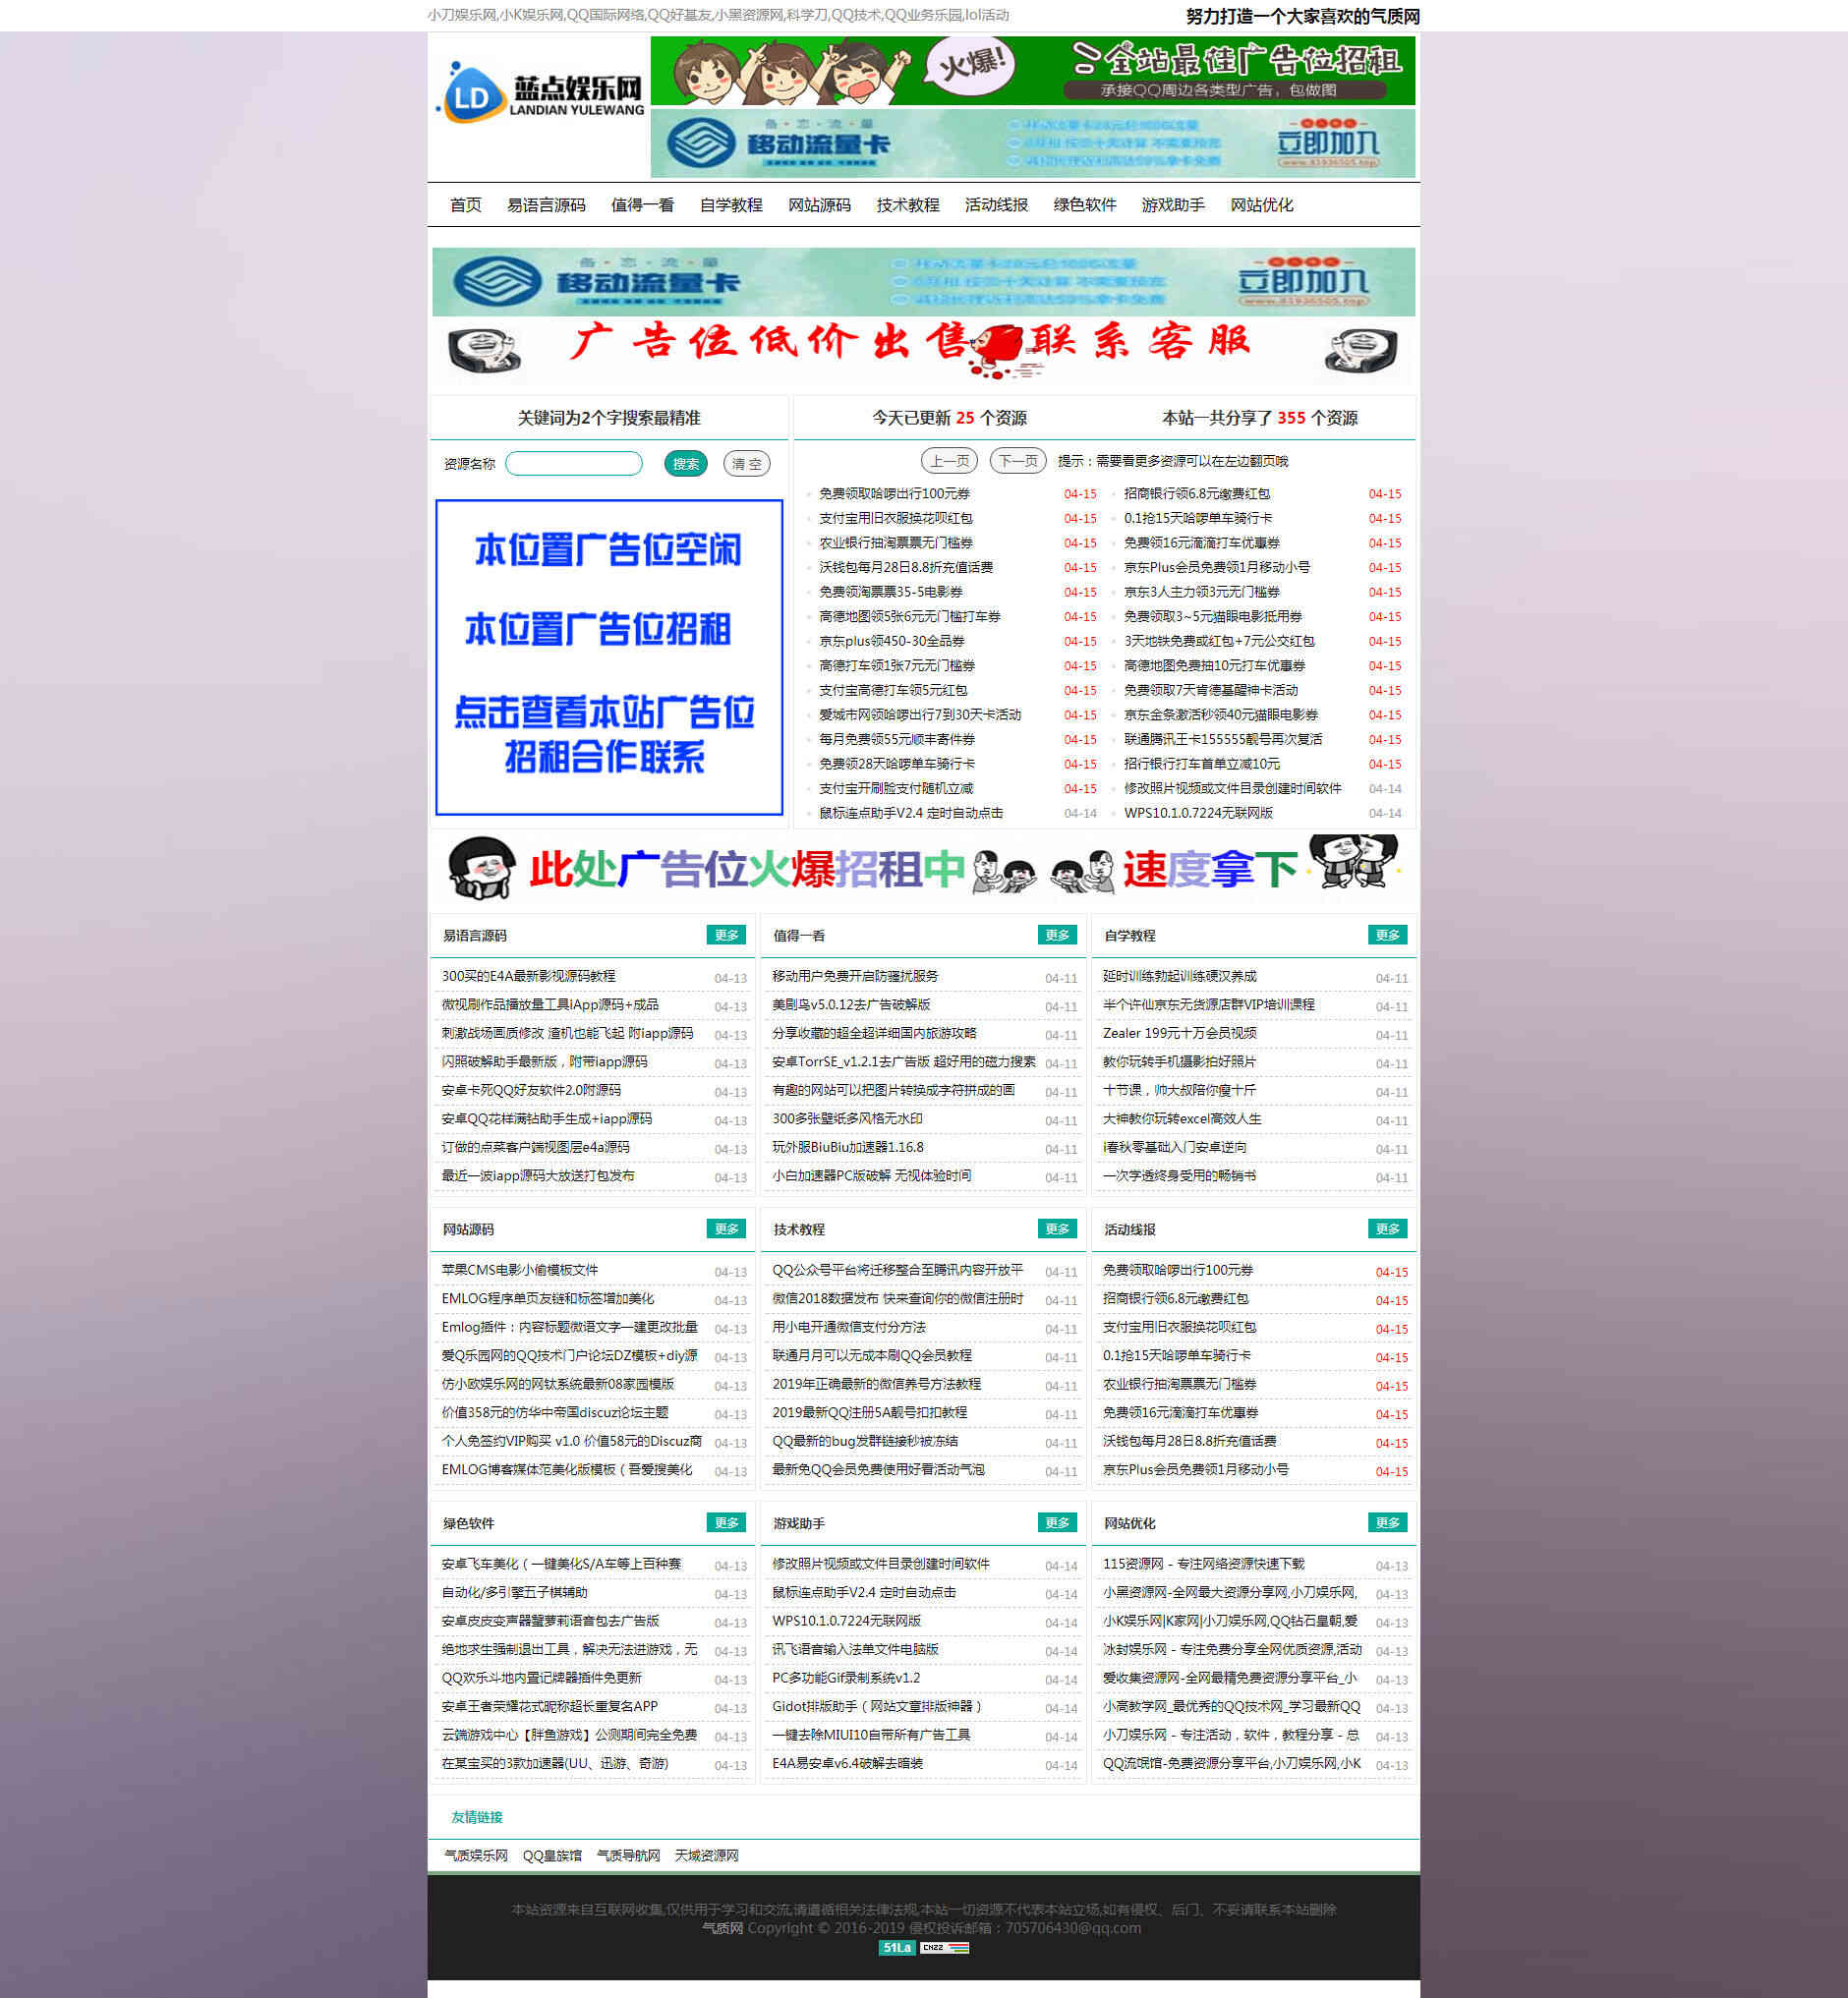 小刀娱乐网,小K娱乐网,QQ国际网络,QQ好基友,小黑资源网,科学刀,QQ技术,QQ业务乐园,lol活动
努力打造一个大家喜欢的气质网
LD 蓝点娱乐网
LANDIAN YULEWANG
火爆!
全站最佳广告位招租
承接QQ周边各类型广告，包做图
移动流量卡
立即加入
首页 易语言源码 值得一看 自学教程 网站源码 技术教程 活动线报 绿色软件 游戏助手 网站优化
移动流量卡
立即加入
广告位低价出售 联系客服
关键词为2个字搜索最精准
今天已更新 25 个资源 本站一共分享了 355 个资源
资源名称 搜索 清 空
上一页 下一页 提示：需要看更多资源可以在左边翻页哦
本位置广告位空闲
本位置广告位招租
点击查看本站广告位
招租合作联系
免费领取哈啰出行100元券 04-15 招商银行领6.8元缴费红包 04-15
支付宝用旧衣服换花呗红包 04-15 0.1抢15天哈啰单车骑行卡 04-15
农业银行抽淘票票无门槛券 04-15 免费领16元滴滴打车优惠券 04-15
沃钱包每月28日8.8折充值话费 04-15 京东Plus会员免费领1月移动小号 04-15
免费领淘票票35-5电影券 04-15 京东3人主力领3元无门槛券 04-15
高德地图领5张6元无门槛打车券 04-15 免费领取3~5元猫眼电影抵用券 04-15
京东plus领450-30全品券 04-15 3天地铁免费或红包+7元公交红包 04-15
高德打车领1张7元无门槛券 04-15 高德地图免费抽10元打车优惠券 04-15
支付宝高德打车领5元红包 04-15 免费领取7天肯德基醒神卡活动 04-15
爱城市网领哈啰出行7到30天卡活动 04-15 京东金条激活秒领40元猫眼电影券 04-15
每月免费领55元顺丰寄件券 04-15 联通腾讯王卡155555靓号再次复活 04-15
免费领28天哈啰单车骑行卡 04-15 招行银行打车首单立减10元 04-15
支付宝开刷脸支付随机立减 04-15 修改照片视频或文件目录创建时间软件 04-14
鼠标连点助手V2.4 定时自动点击 04-14 WPS10.1.0.7224无联网版 04-14
此处广告位火爆招租中 速度拿下
易语言源码 更多
300买的E4A最新影视源码教程 04-13
微视刷作品播放量工具iApp源码+成品 04-13
刺激战场画质修改 渣机也能飞起 附iapp源码 04-13
闪照破解助手最新版，附带iapp源码 04-13
安卓卡死QQ好友软件2.0附源码 04-13
安卓QQ花样满钻助手生成+iapp源码 04-13
订做的点菜客户端视图层e4a源码 04-13
最近一波iapp源码大放送打包发布 04-13
值得一看 更多
移动用户免费开启防骚扰服务 04-11
美剧鸟v5.0.12去广告破解版 04-11
分享收藏的超全超详细国内旅游攻略 04-11
安卓TorrSE_v1.2.1去广告版 超好用的磁力搜索 04-11
有趣的网站可以把图片转换成字符拼成的画 04-11
300多张壁纸多风格无水印 04-11
玩外服BiuBiu加速器1.16.8 04-11
小白加速器PC版破解 无视体验时间 04-11
自学教程 更多
延时训练勃起训练硬汉养成 04-11
半个许仙京东无货源店群VIP培训课程 04-11
Zealer 199元十万会员视频 04-11
教你玩转手机摄影拍好照片 04-11
十节课，帅大叔陪你瘦十斤 04-11
大神教你玩转excel高效人生 04-11
i春秋零基础入门安卓逆向 04-11
一次学透终身受用的畅销书 04-11
网站源码 更多
苹果CMS电影小偷模板文件 04-13
EMLOG程序单页友链和标签增加美化 04-13
Emlog插件：内容标题微语文字一建更改批量 04-13
爱Q乐园网的QQ技术门户论坛DZ模板+diy源 04-13
仿小欧娱乐网的网钛系统最新08家园模版 04-13
价值358元的仿华中帝国discuz论坛主题 04-13
个人免签约VIP购买 v1.0 价值58元的Discuz商 04-13
EMLOG博客媒体范美化版模板（吾爱搜美化 04-13
技术教程 更多
QQ公众号平台将迁移整合至腾讯内容开放平 04-11
微信2018数据发布 快来查询你的微信注册时 04-11
用小电开通微信支付分方法 04-11
联通月月可以无成本刷QQ会员教程 04-11
2019年正确最新的微信养号方法教程 04-11
2019最新QQ注册5A靓号扣扣教程 04-11
QQ最新的bug发群链接秒被冻结 04-11
最新免QQ会员免费使用好看活动气泡 04-11
活动线报 更多
免费领取哈啰出行100元券 04-15
招商银行领6.8元缴费红包 04-15
支付宝用旧衣服换花呗红包 04-15
0.1抢15天哈啰单车骑行卡 04-15
农业银行抽淘票票无门槛券 04-15
免费领16元滴滴打车优惠券 04-15
沃钱包每月28日8.8折充值话费 04-15
京东Plus会员免费领1月移动小号 04-15
绿色软件 更多
安卓飞车美化（一键美化S/A车等上百种赛 04-13
自动化/多引擎五子棋辅助 04-13
安卓皮皮变声器蟹萝莉语音包去广告版 04-13
绝地求生强制退出工具，解决无法进游戏，无 04-13
QQ欢乐斗地内置记牌器插件免更新 04-13
安卓王者荣耀花式昵称超长重复名APP 04-13
云端游戏中心【胖鱼游戏】公测期间完全免费 04-13
在某宝买的3款加速器(UU、迅游、奇游) 04-13
游戏助手 更多
修改照片视频或文件目录创建时间软件 04-14
鼠标连点助手V2.4 定时自动点击 04-14
WPS10.1.0.7224无联网版 04-14
讯飞语音输入法单文件电脑版 04-14
PC多功能Gif录制系统v1.2 04-14
Gidot排版助手（网站文章排版神器） 04-14
一键去除MIUI10自带所有广告工具 04-14
E4A易安卓v6.4破解去暗装 04-14
网站优化 更多
115资源网 - 专注网络资源快速下载 04-13
小黑资源网-全网最大资源分享网,小刀娱乐网, 04-13
小K娱乐网|K家网|小刀娱乐网,QQ钻石皇朝,爱 04-13
冰封娱乐网 - 专注免费分享全网优质资源,活动 04-13
爱收集资源网-全网最精免费资源分享平台_小 04-13
小高教学网_最优秀的QQ技术网_学习最新QQ 04-13
小刀娱乐网 - 专注活动，软件，教程分享 - 总 04-13
QQ流氓馆-免费资源分享平台,小刀娱乐网,小K 04-13
友情链接
气质娱乐网 QQ皇族馆 气质导航网 天域资源网
本站资源来自互联网收集,仅供用于学习和交流,请遵循相关法律法规,本站一切资源不代表本站立场,如有侵权、后门、不妥请联系本站删除
气质网 Copyright © 2016-2019 侵权投诉邮箱：705706430@qq.com
51La CNZZ